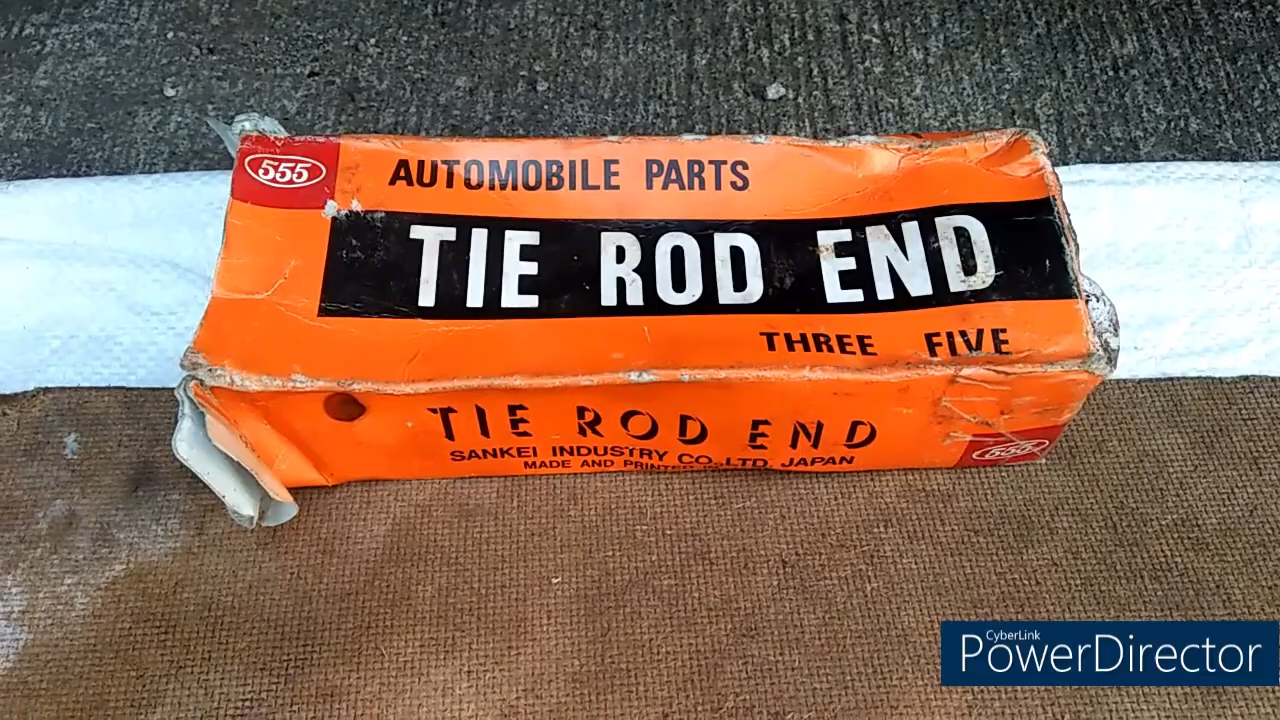 555
AUTOMOBILE PARTS
TIE ROD END
THREE FIVE
TIE ROD END
SANKEI INDUSTRY CO., LTD. JAPAN
MADE AND PRINTED
555
CyberLink
PowerDirector